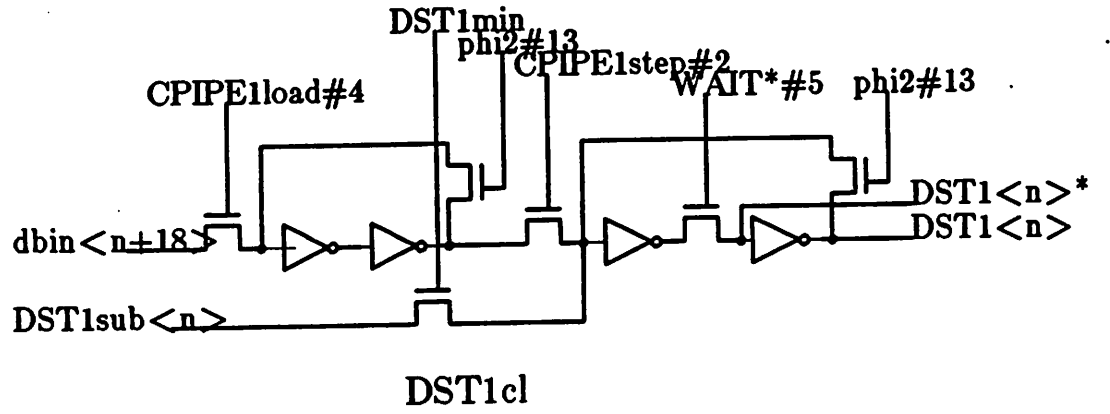 DST1min
phi2#13
CPIPE1step#2
WAIT*#5
phi2#13
CPIPE1load#4
DST1<n>*
dbin<n+18>
DST1<n>
DST1sub<n>
DST1cl